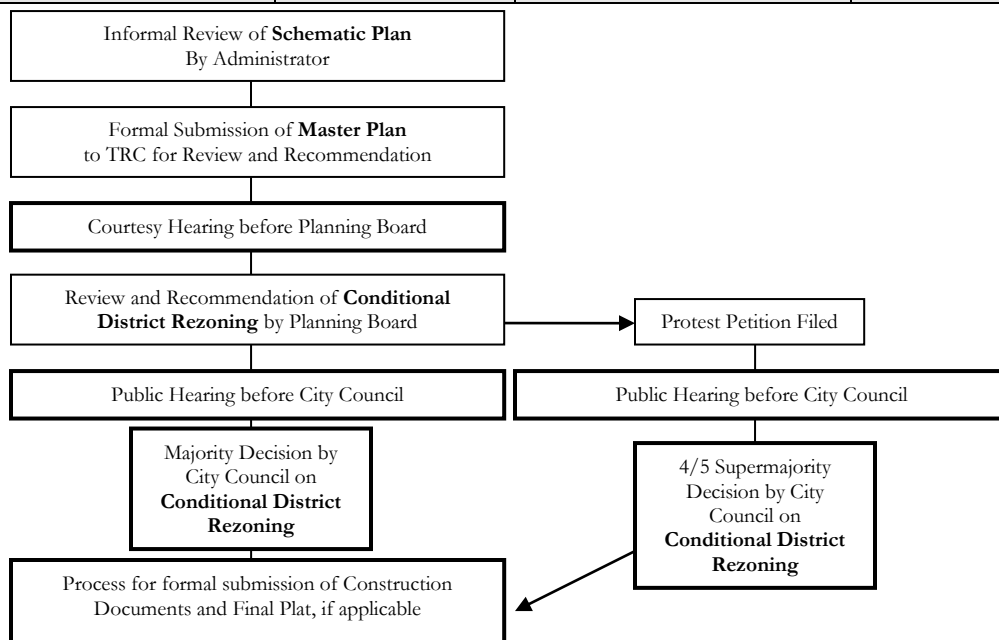 Informal Review of Schematic Plan
By Administrator
Formal Submission of Master Plan
to TRC for Review and Recommendation
Courtesy Hearing before Planning Board
Review and Recommendation of Conditional
District Rezoning by Planning Board
Protest Petition Filed
Public Hearing before City Council
Public Hearing before City Council
Majority Decision by
City Council on
Conditional District
Rezoning
4/5 Supermajority
Decision by City
Council on
Conditional District
Rezoning
Process for formal submission of Construction
Documents and Final Plat, if applicable